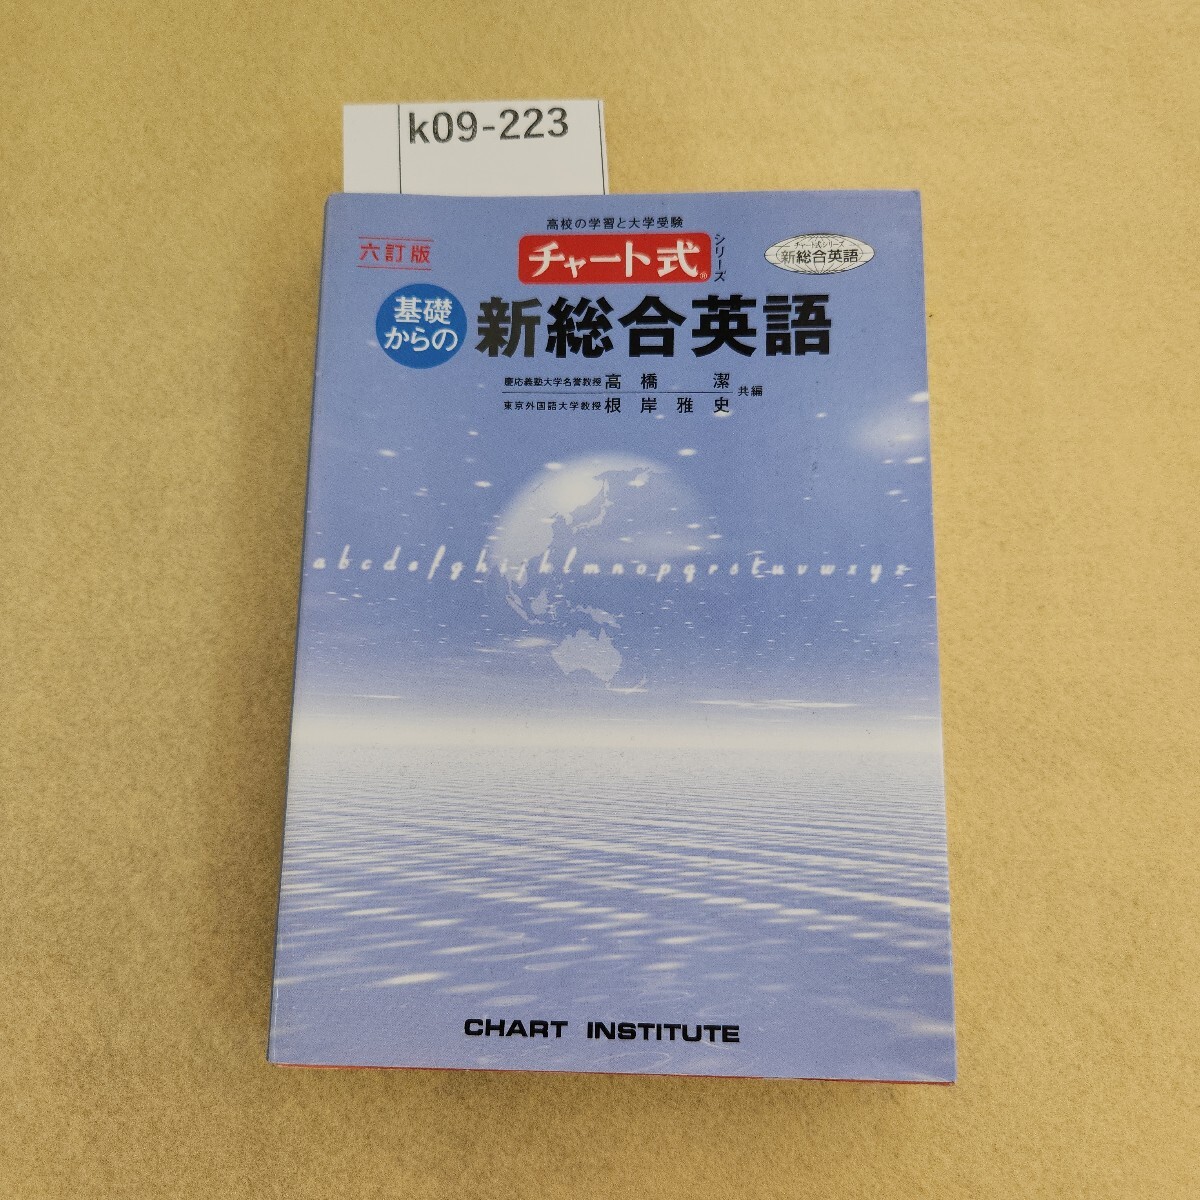 k09-223
高校の学習と大学受験
六訂版
チャート式®
シリーズ
チャート式シリーズ
新総合英語
基礎
からの
新総合英語
慶応義塾大学名誉教授 高橋 潔
東京外国語大学教授 根岸雅史
共編
abcdefghijklmnopqrstuvwxyz
CHART INSTITUTE